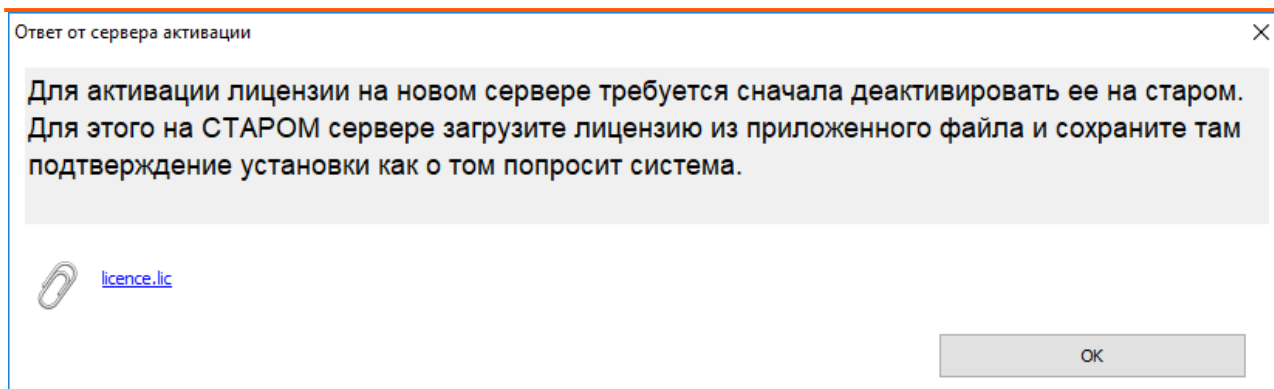 Ответ от сервера активации
Для активации лицензии на новом сервере требуется сначала деактивировать ее на старом.
Для этого на СТАРОМ сервере загрузите лицензию из приложенного файла и сохраните там
подтверждение установки как о том попросит система.
licence.lic
ОК